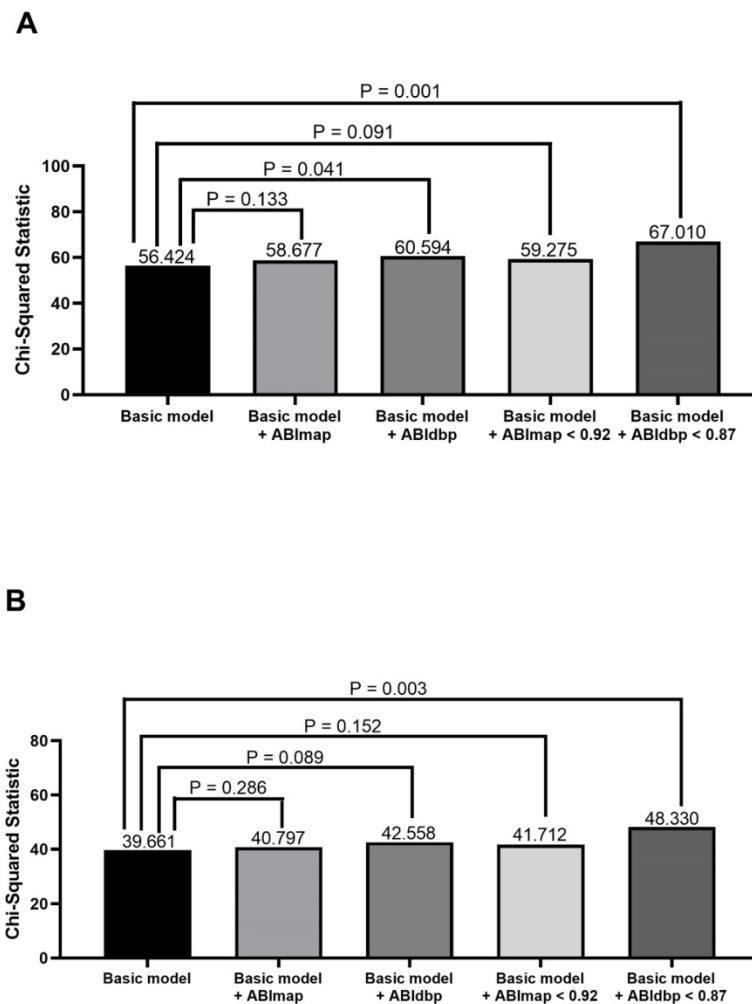 A
P = 0.001
P = 0.091
P = 0.041
P = 0.133
Chi-Squared Statistic
100
80
60
40
20
0
56.424
58.677
60.594
59.275
67.010
Basic model
Basic model
+ ABImap
Basic model
+ ABIdbp
Basic model
+ ABImap < 0.92
Basic model
+ ABIdbp < 0.87
B
P = 0.003
P = 0.152
P = 0.089
P = 0.286
Chi-Squared Statistic
80
60
40
20
0
39.661
40.797
42.558
41.712
48.330
Basic model
Basic model
+ ABImap
Basic model
+ ABIdbp
Basic model
+ ABImap < 0.92
Basic model
+ ABIdbp < 0.87